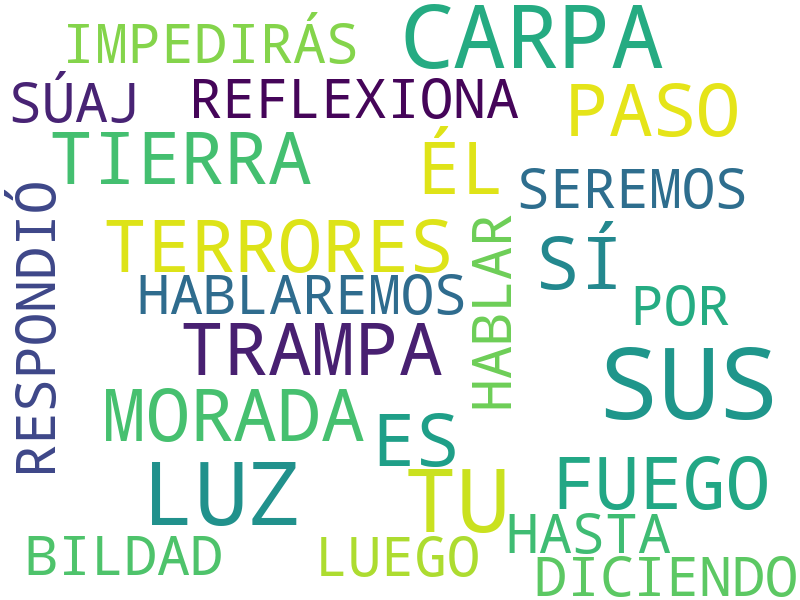 IMPEDIRÁS
CARPA
SÚAJ
REFLEXIONA
PASO
TIERRA
ÉL
SEREMOS
RESPONDIÓ
TERRORES
HABLAR
SÍ
HABLAREMOS
POR
TRAMPA
SUS
MORADA
ES
LUZ
TU
FUEGO
HASTA
BILDAD
LUEGO
DICIENDO